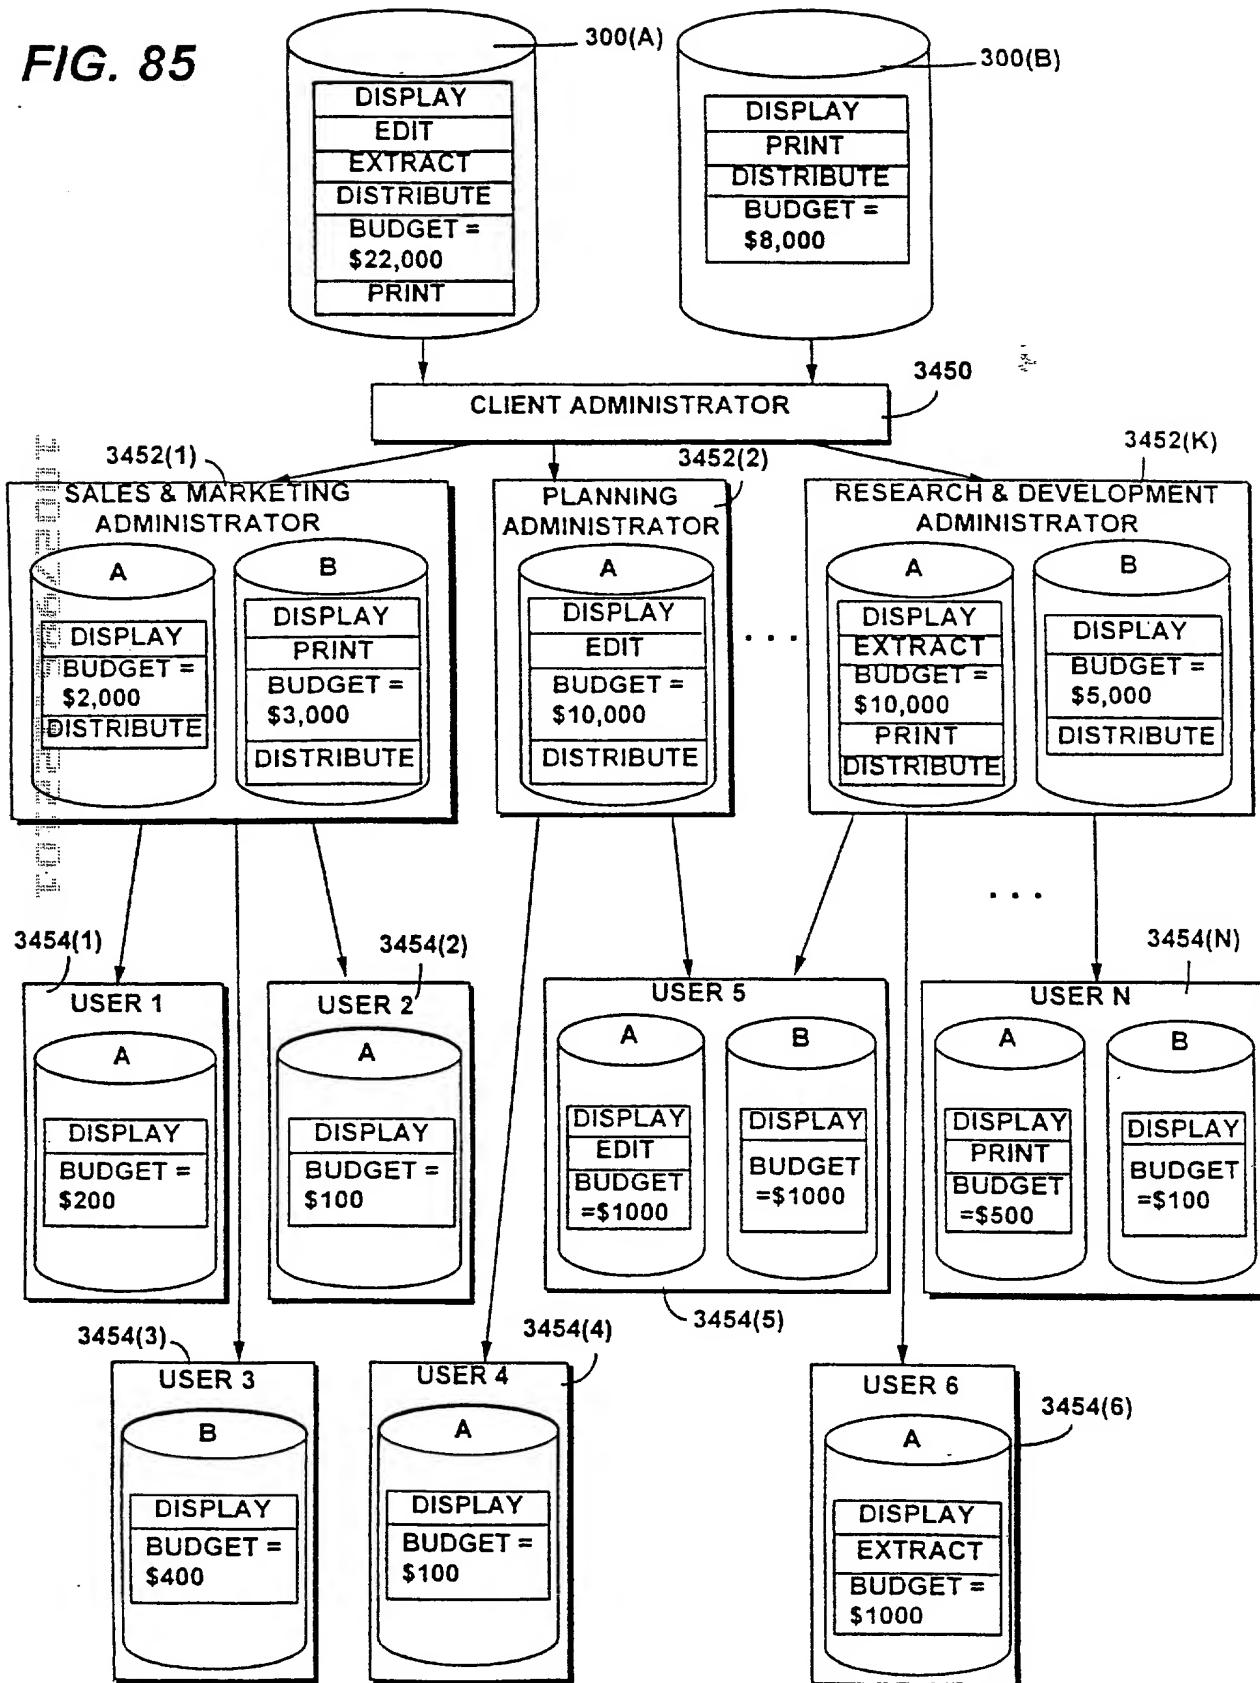 FIG. 85
300(A)
300(B)
DISPLAY
EDIT
EXTRACT
DISTRIBUTE
BUDGET =
$22,000
PRINT
DISPLAY
PRINT
DISTRIBUTE
BUDGET =
$8,000
3450
CLIENT ADMINISTRATOR
3452(1)
3452(2)
3452(K)
SALES & MARKETING
ADMINISTRATOR
A
DISPLAY
BUDGET =
$2,000
DISTRIBUTE
B
DISPLAY
PRINT
BUDGET =
$3,000
DISTRIBUTE
PLANNING
ADMINISTRATOR
A
DISPLAY
EDIT
BUDGET =
$10,000
DISTRIBUTE
. . .
RESEARCH & DEVELOPMENT
ADMINISTRATOR
A
DISPLAY
EXTRACT
BUDGET =
$10,000
PRINT
DISTRIBUTE
B
DISPLAY
BUDGET =
$5,000
DISTRIBUTE
. . .
3454(1)
USER 1
A
DISPLAY
BUDGET =
$200
3454(2)
USER 2
A
DISPLAY
BUDGET =
$100
USER 5
A
DISPLAY
EDIT
BUDGET
=$1000
B
DISPLAY
BUDGET
=$1000
3454(5)
3454(N)
USER N
A
DISPLAY
PRINT
BUDGET
=$500
B
DISPLAY
BUDGET
=$100
3454(3)
USER 3
B
DISPLAY
BUDGET =
$400
3454(4)
USER 4
A
DISPLAY
BUDGET =
$100
USER 6
3454(6)
A
DISPLAY
EXTRACT
BUDGET =
$1000